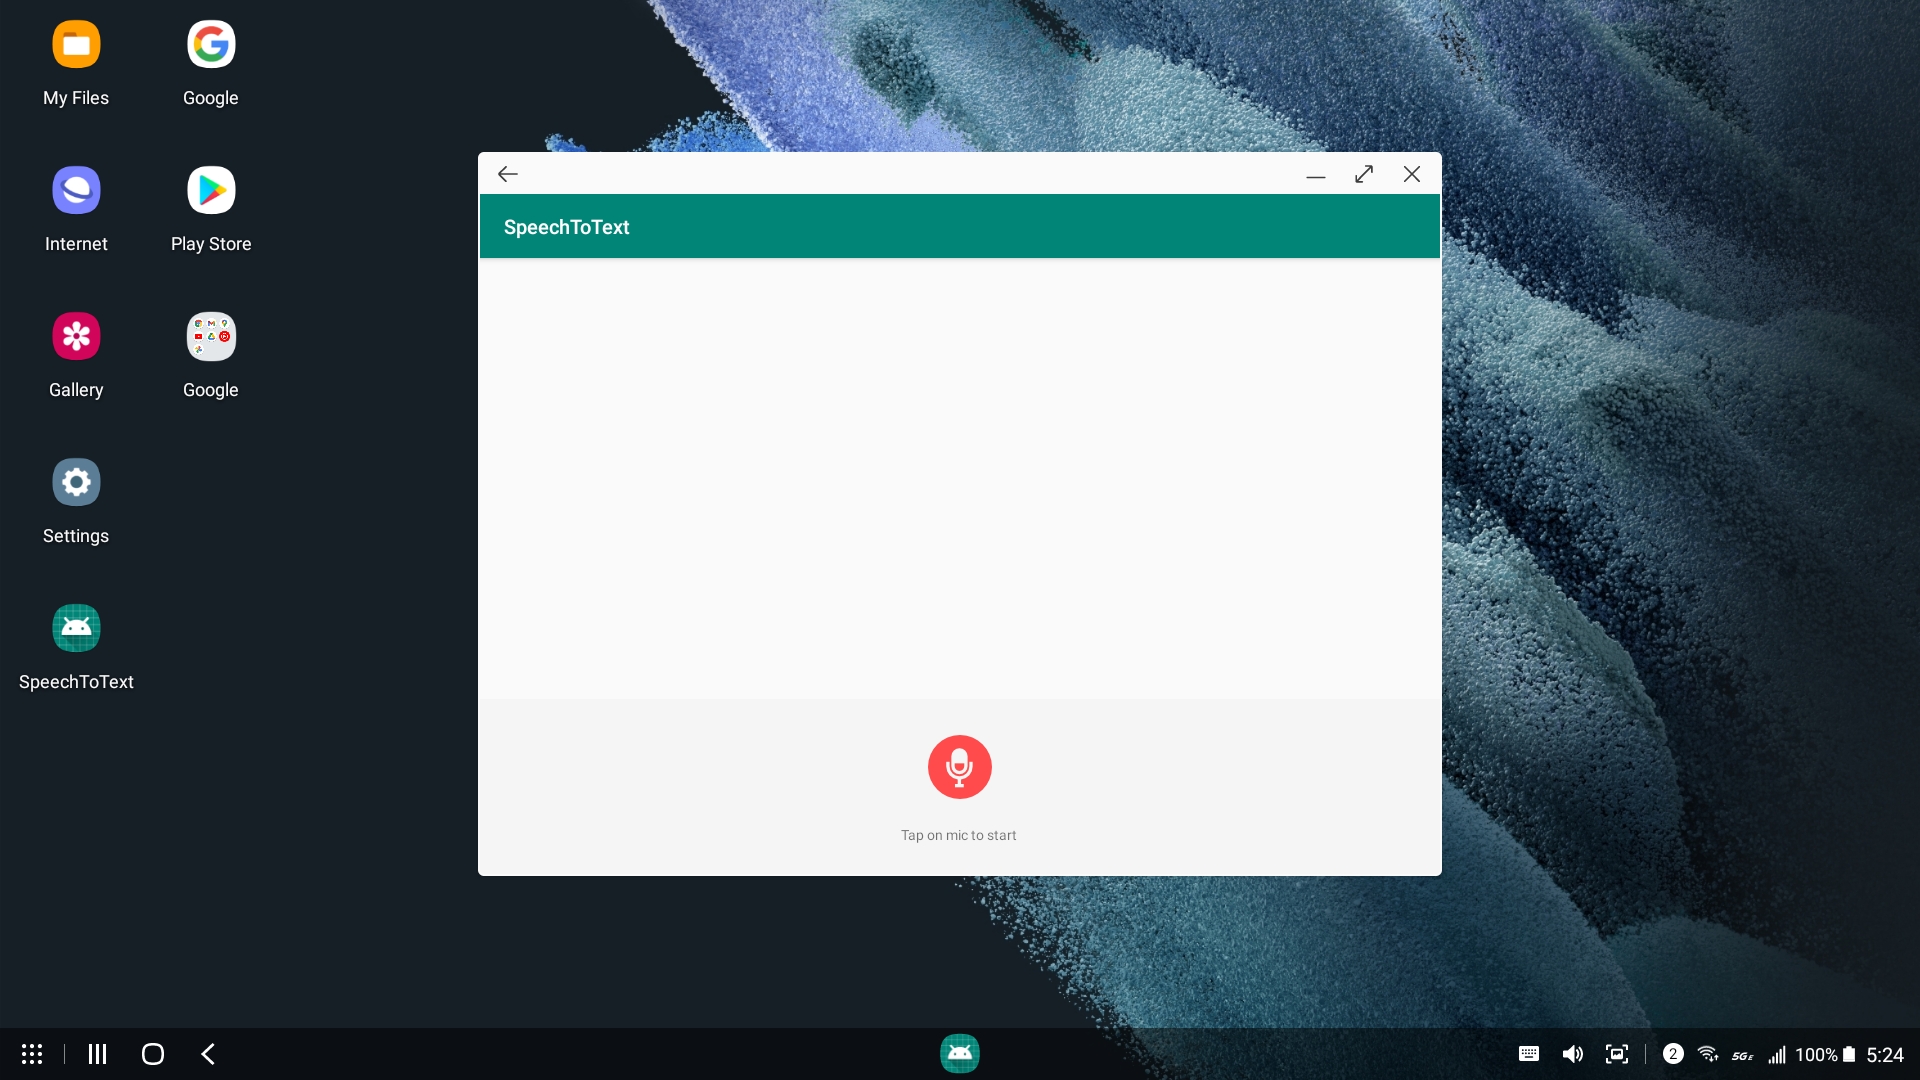 My Files
Google
Internet
Play Store
Gallery
Google
Settings
SpeechToText
SpeechToText
Tap on mic to start
2
5GE
100%
5:24